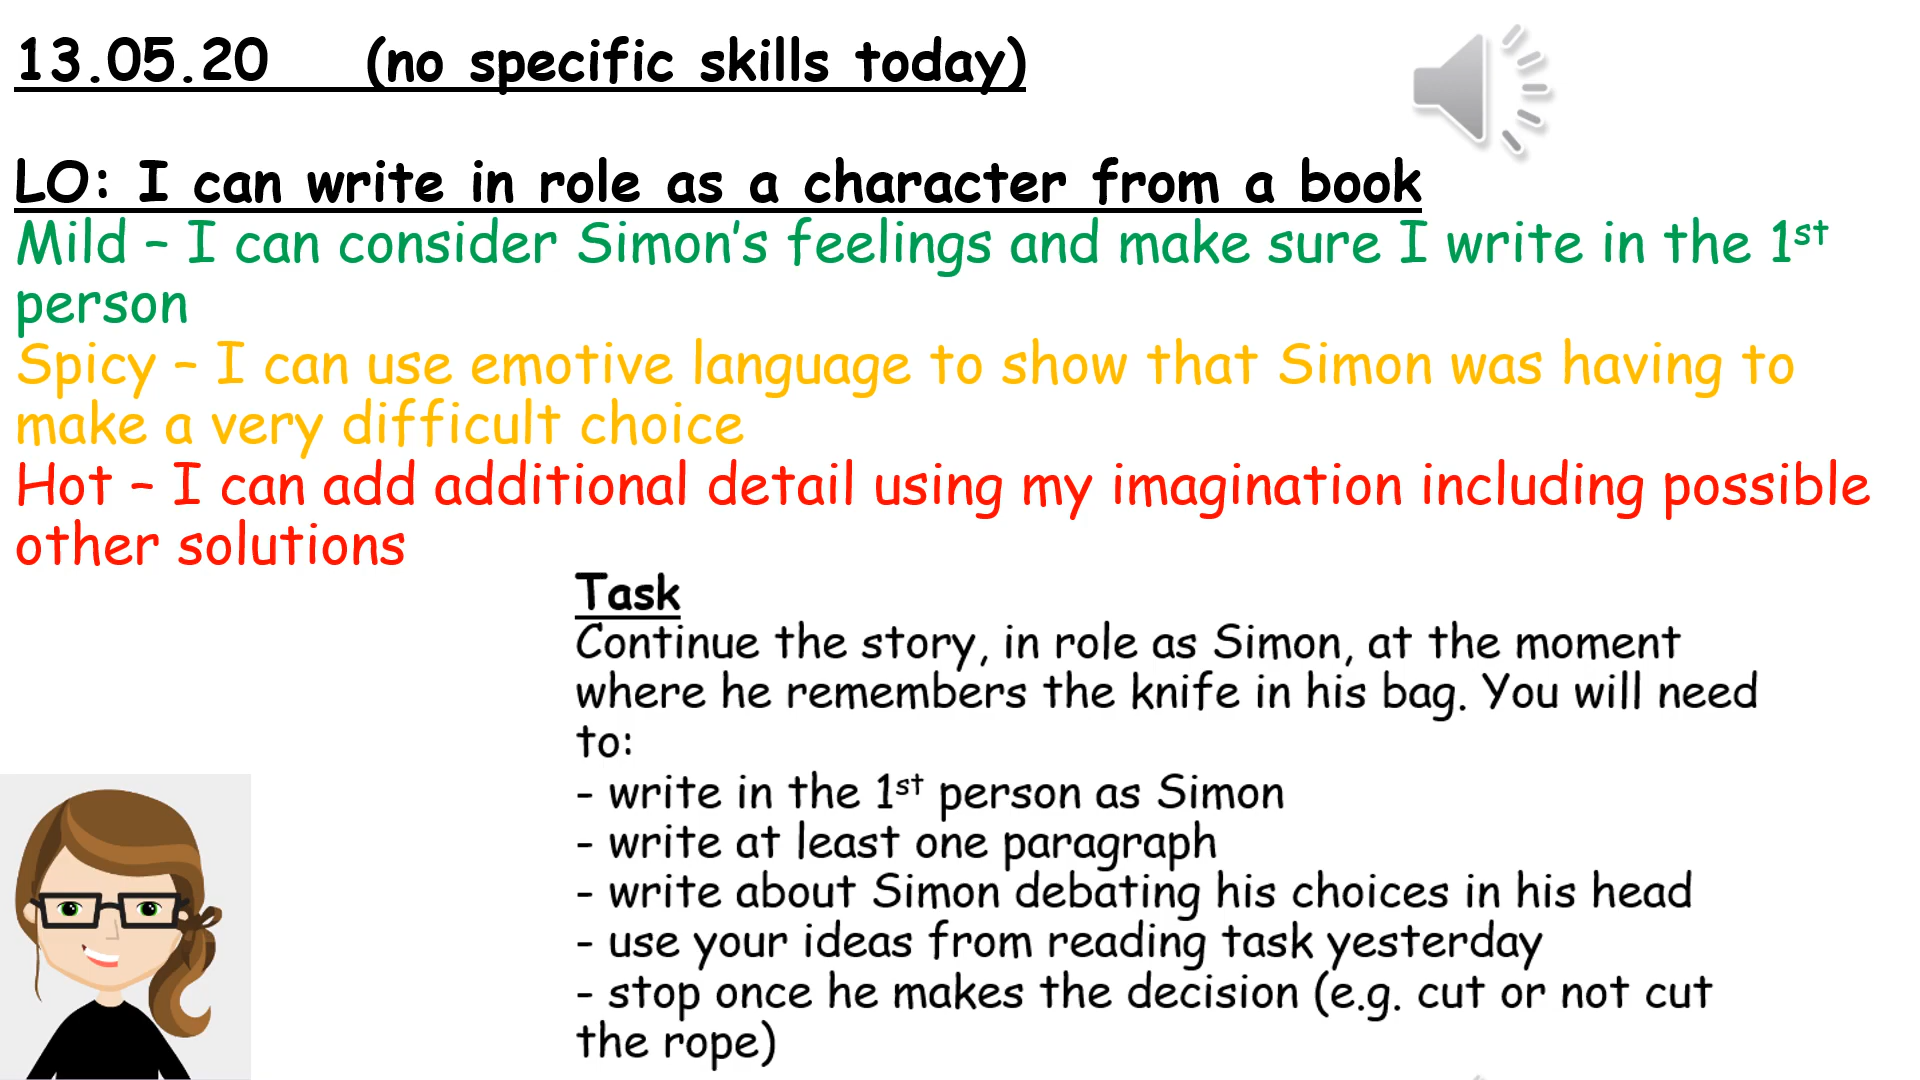 13.05.20 (no specific skills today)
LO: I can write in role as a character from a book
Mild – I can consider Simon’s feelings and make sure I write in the 1st
person
Spicy – I can use emotive language to show that Simon was having to
make a very difficult choice
Hot – I can add additional detail using my imagination including possible
other solutions
Task
Continue the story, in role as Simon, at the moment
where he remembers the knife in his bag. You will need
to:
- write in the 1st person as Simon
- write at least one paragraph
- write about Simon debating his choices in his head
- use your ideas from reading task yesterday
- stop once he makes the decision (e.g. cut or not cut
the rope)